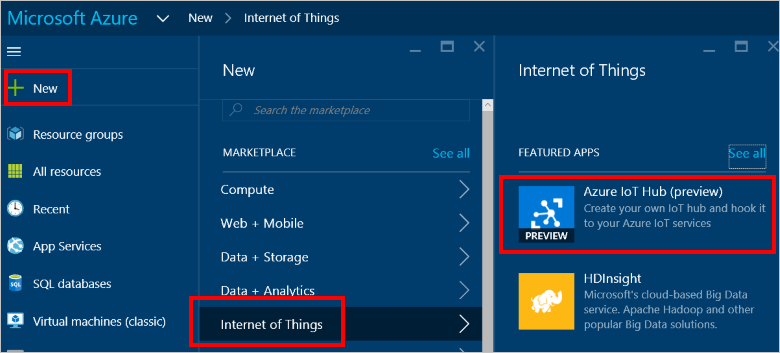 Microsoft Azure New > Internet of Things
New
Resource groups
All resources
Recent
App Services
SQL databases
Virtual machines (classic)
New
Search the marketplace
MARKETPLACE See all
Compute
Web + Mobile
Data + Storage
Data + Analytics
Internet of Things
Internet of Things
FEATURED APPS See all
PREVIEW
Azure IoT Hub (preview)
Create your own IoT hub and hook it
to your Azure IoT services
HDInsight
Microsoft's cloud-based Big Data
service. Apache Hadoop and other
popular Big Data solutions.